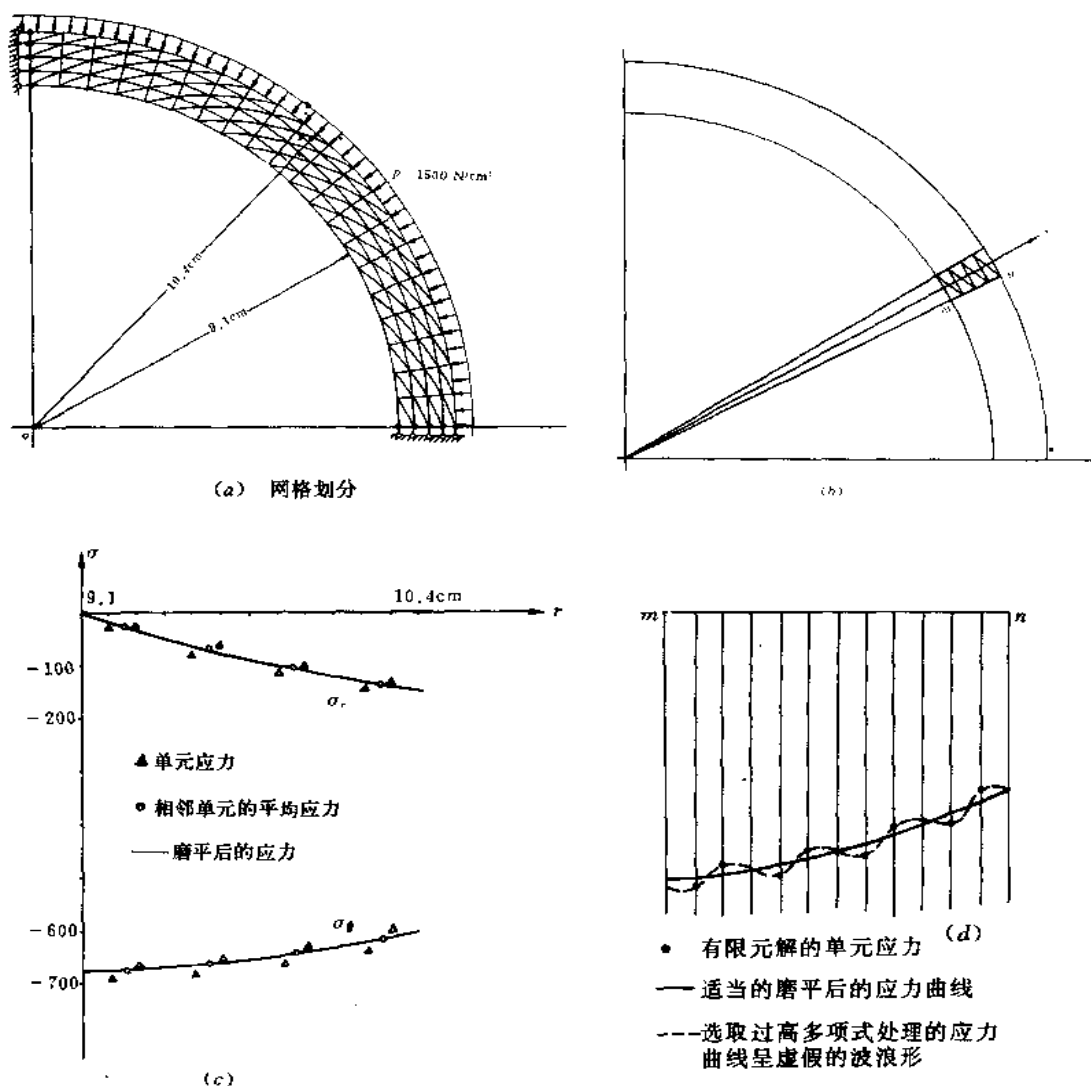 p 1500 N/cm²
10.4cm
9.1cm
o
(a) 网格划分
r
m
n
(b)
σ
9.1
10.4cm
r
-100
-200
σr
▲ 单元应力
○ 相邻单元的平均应力
— 磨平后的应力
-600
σθ
-700
(c)
m
n
(d)
• 有限元解的单元应力
— 适当的磨平后的应力曲线
--- 选取过高多项式处理的应力
曲线呈虚假的波浪形